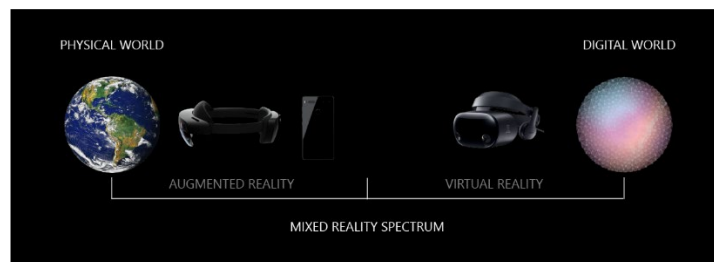 PHYSICAL WORLD
DIGITAL WORLD
AUGMENTED REALITY
VIRTUAL REALITY
MIXED REALITY SPECTRUM